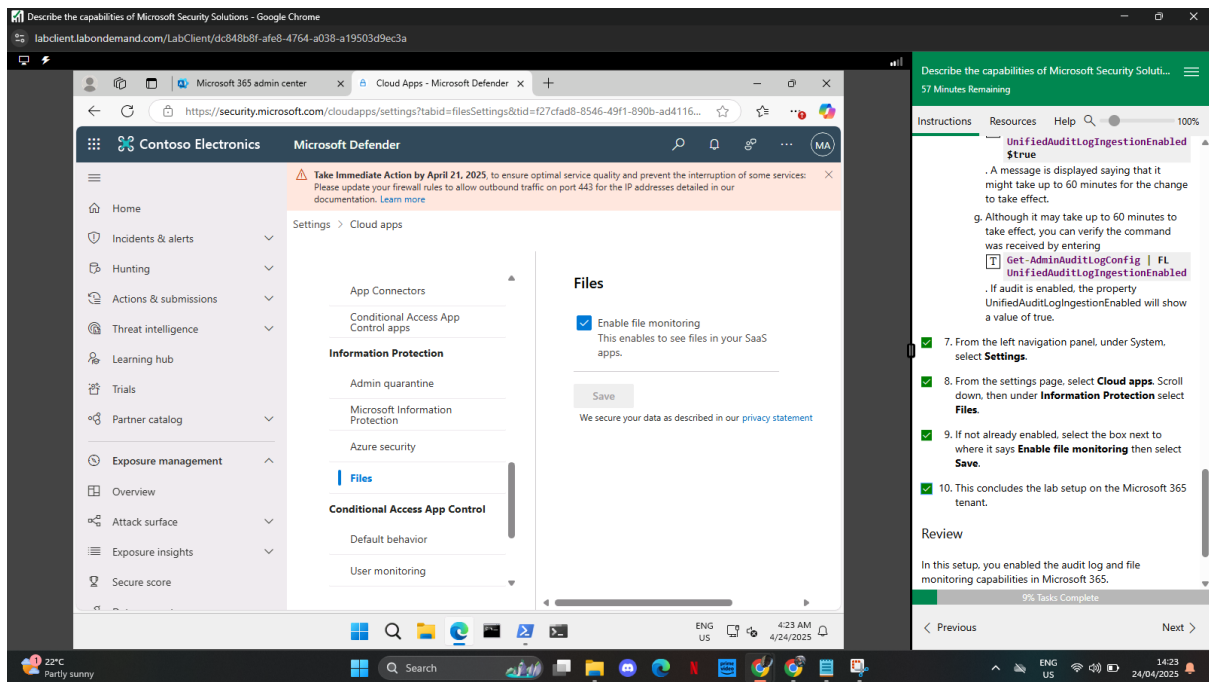 Describe the capabilities of Microsoft Security Solutions - Google Chrome
labclient.labondemand.com/LabClient/dc848b8f-afe8-4764-a038-a19503d9ec3a
Microsoft 365 admin center
Cloud Apps - Microsoft Defender
https://security.microsoft.com/cloudapps/settings?tabid=filesSettings&tid=f27cfad8-8546-49f1-890b-ad4116...
Contoso Electronics
Microsoft Defender
MA
Home
Incidents & alerts
Hunting
Actions & submissions
Threat intelligence
Learning hub
Trials
Partner catalog
Exposure management
Overview
Attack surface
Exposure insights
Secure score
Take Immediate Action by April 21, 2025, to ensure optimal service quality and prevent the interruption of some services:
Please update your firewall rules to allow outbound traffic on port 443 for the IP addresses detailed in our
documentation. Learn more
Settings > Cloud apps
App Connectors
Conditional Access App
Control apps
Information Protection
Admin quarantine
Microsoft Information
Protection
Azure security
Files
Conditional Access App Control
Default behavior
User monitoring
Files
Enable file monitoring
This enables to see files in your SaaS
apps.
Save
We secure your data as described in our privacy statement
ENG
US
4:23 AM
4/24/2025
Describe the capabilities of Microsoft Security Soluti...
57 Minutes Remaining
Instructions Resources Help 100%
UnifiedAuditLogIngestionEnabled
$true
. A message is displayed saying that it
might take up to 60 minutes for the change
to take effect.
g. Although it may take up to 60 minutes to
take effect, you can verify the command
was received by entering
T Get-AdminAuditLogConfig | FL
UnifiedAuditLogIngestionEnabled
. If audit is enabled, the property
UnifiedAuditLogIngestionEnabled will show
a value of true.
7. From the left navigation panel, under System,
select Settings.
8. From the settings page, select Cloud apps. Scroll
down, then under Information Protection select
Files.
9. If not already enabled, select the box next to
where it says Enable file monitoring then select
Save.
10. This concludes the lab setup on the Microsoft 365
tenant.
Review
In this setup, you enabled the audit log and file
monitoring capabilities in Microsoft 365.
9% Tasks Complete
< Previous
Next >
1
22°C
Partly sunny
Search
ENG
US
14:23
24/04/2025